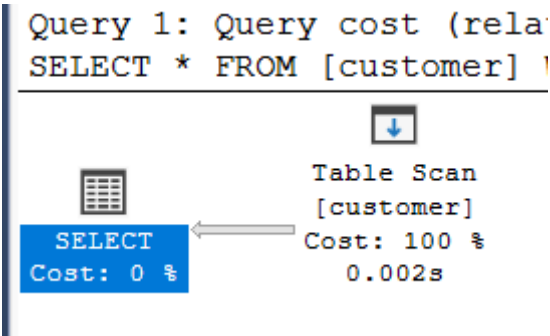 Query 1: Query cost (rela
SELECT * FROM [customer]
Table Scan
[customer]
Cost: 100 %
0.002s
SELECT
Cost: 0 %